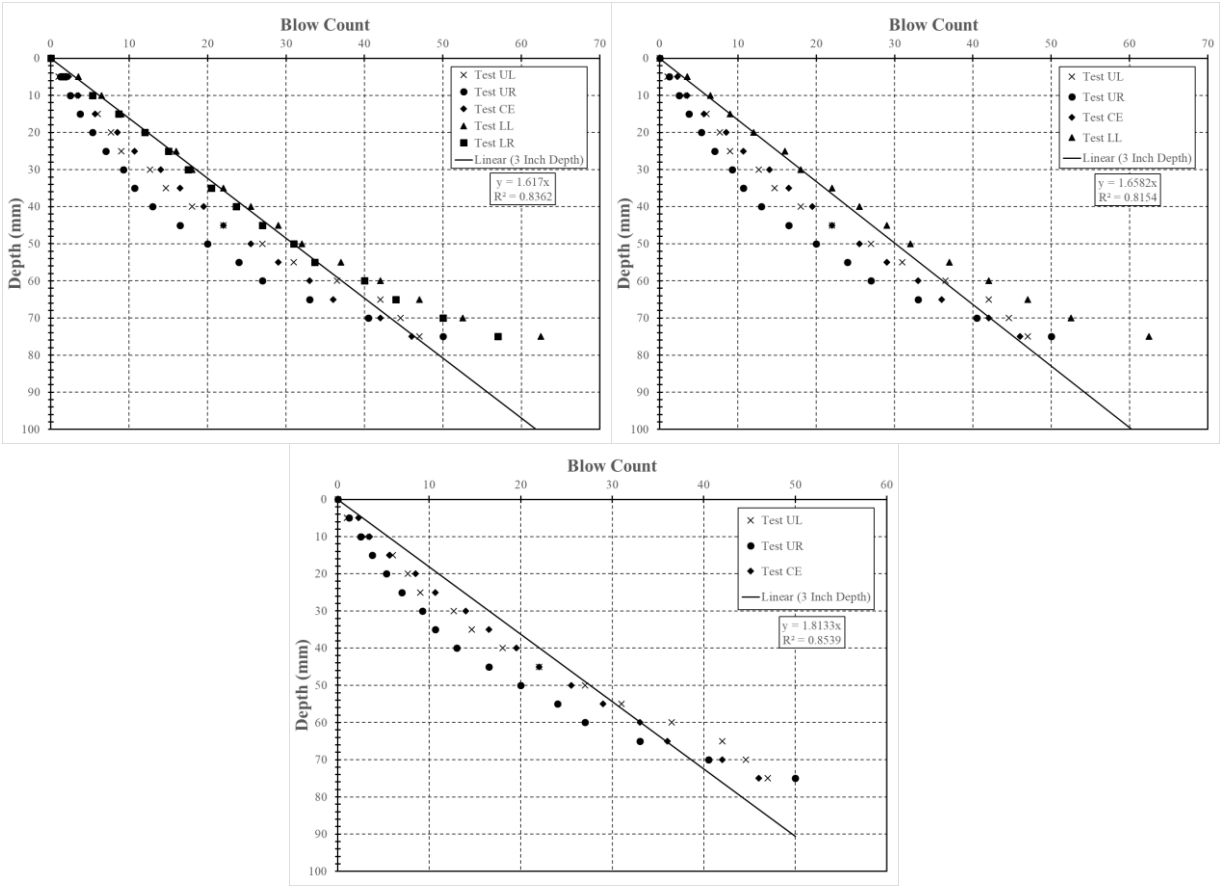 Blow Count
0 10 20 30 40 50 60 70
0
10
20
30
40
50
60
70
80
90
100
Depth (mm)
Test UL
Test UR
Test CE
Test LL
Test LR
Linear (3 Inch Depth)
y = 1.617x
R² = 0.8362
Blow Count
0 10 20 30 40 50 60 70
0
10
20
30
40
50
60
70
80
90
100
Depth (mm)
Test UL
Test UR
Test CE
Test LL
Linear (3 Inch Depth)
y = 1.6582x
R² = 0.8154
Blow Count
0 10 20 30 40 50 60
0
10
20
30
40
50
60
70
80
90
100
Depth (mm)
Test UL
Test UR
Test CE
Linear (3 Inch Depth)
y = 1.8133x
R² = 0.8539